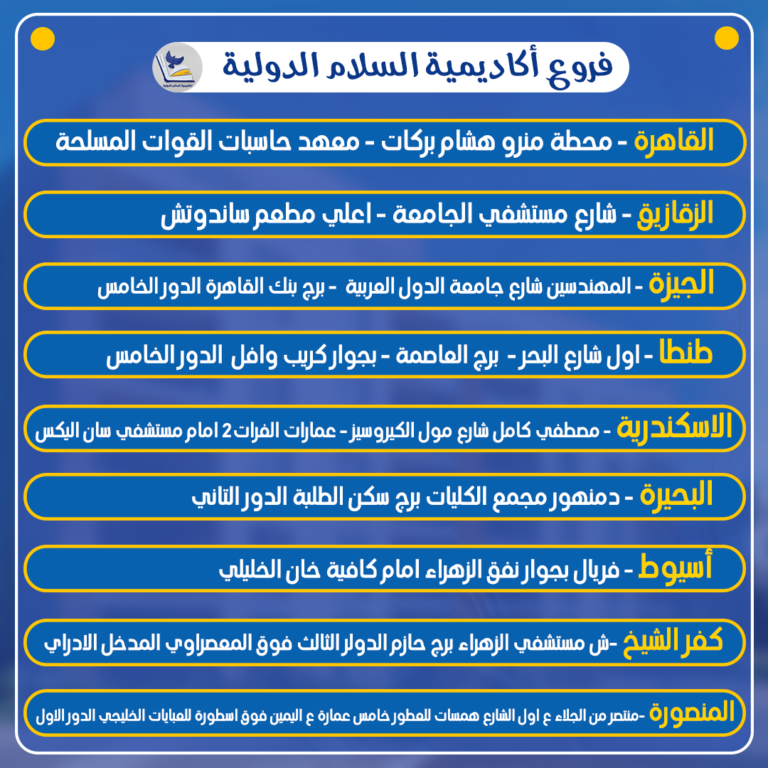 فروع أكاديمية السلام الدولية
القاهرة - محطة منرو هشام بركات - معهد حاسبات القوات المسلحة
الزقازيق - شارع مستشفي الجامعة - اعلي مطعم ساندوتش
الجيزة - المهندسين شارع جامعة الدول العربية - برج بنك القاهرة الدور الخامس
طنطا - اول شارع البحر - برج العاصمة - بجوار كريب وافل الدور الخامس
الاسكندرية - مصطفي كامل شارع مول الكيروسيز - عمارات الفرات 2 امام مستشفي سان اليكس
البحيرة - دمنهور مجمع الكليات برج سكن الطلبة الدور التاني
أسيوط - فريال بجوار نفق الزهراء امام كافية خان الخليلي
كفر الشيخ -ش مستشفي الزهراء برج حازم الدولر الثالث فوق المعصراوي المدخل الادراي
المنصورة -منتصر من الجلاء ع اول الشارع همسات للعطور خامس عمارة ع اليمين فوق اسطورة للعبايات الخليجي الدور الاول